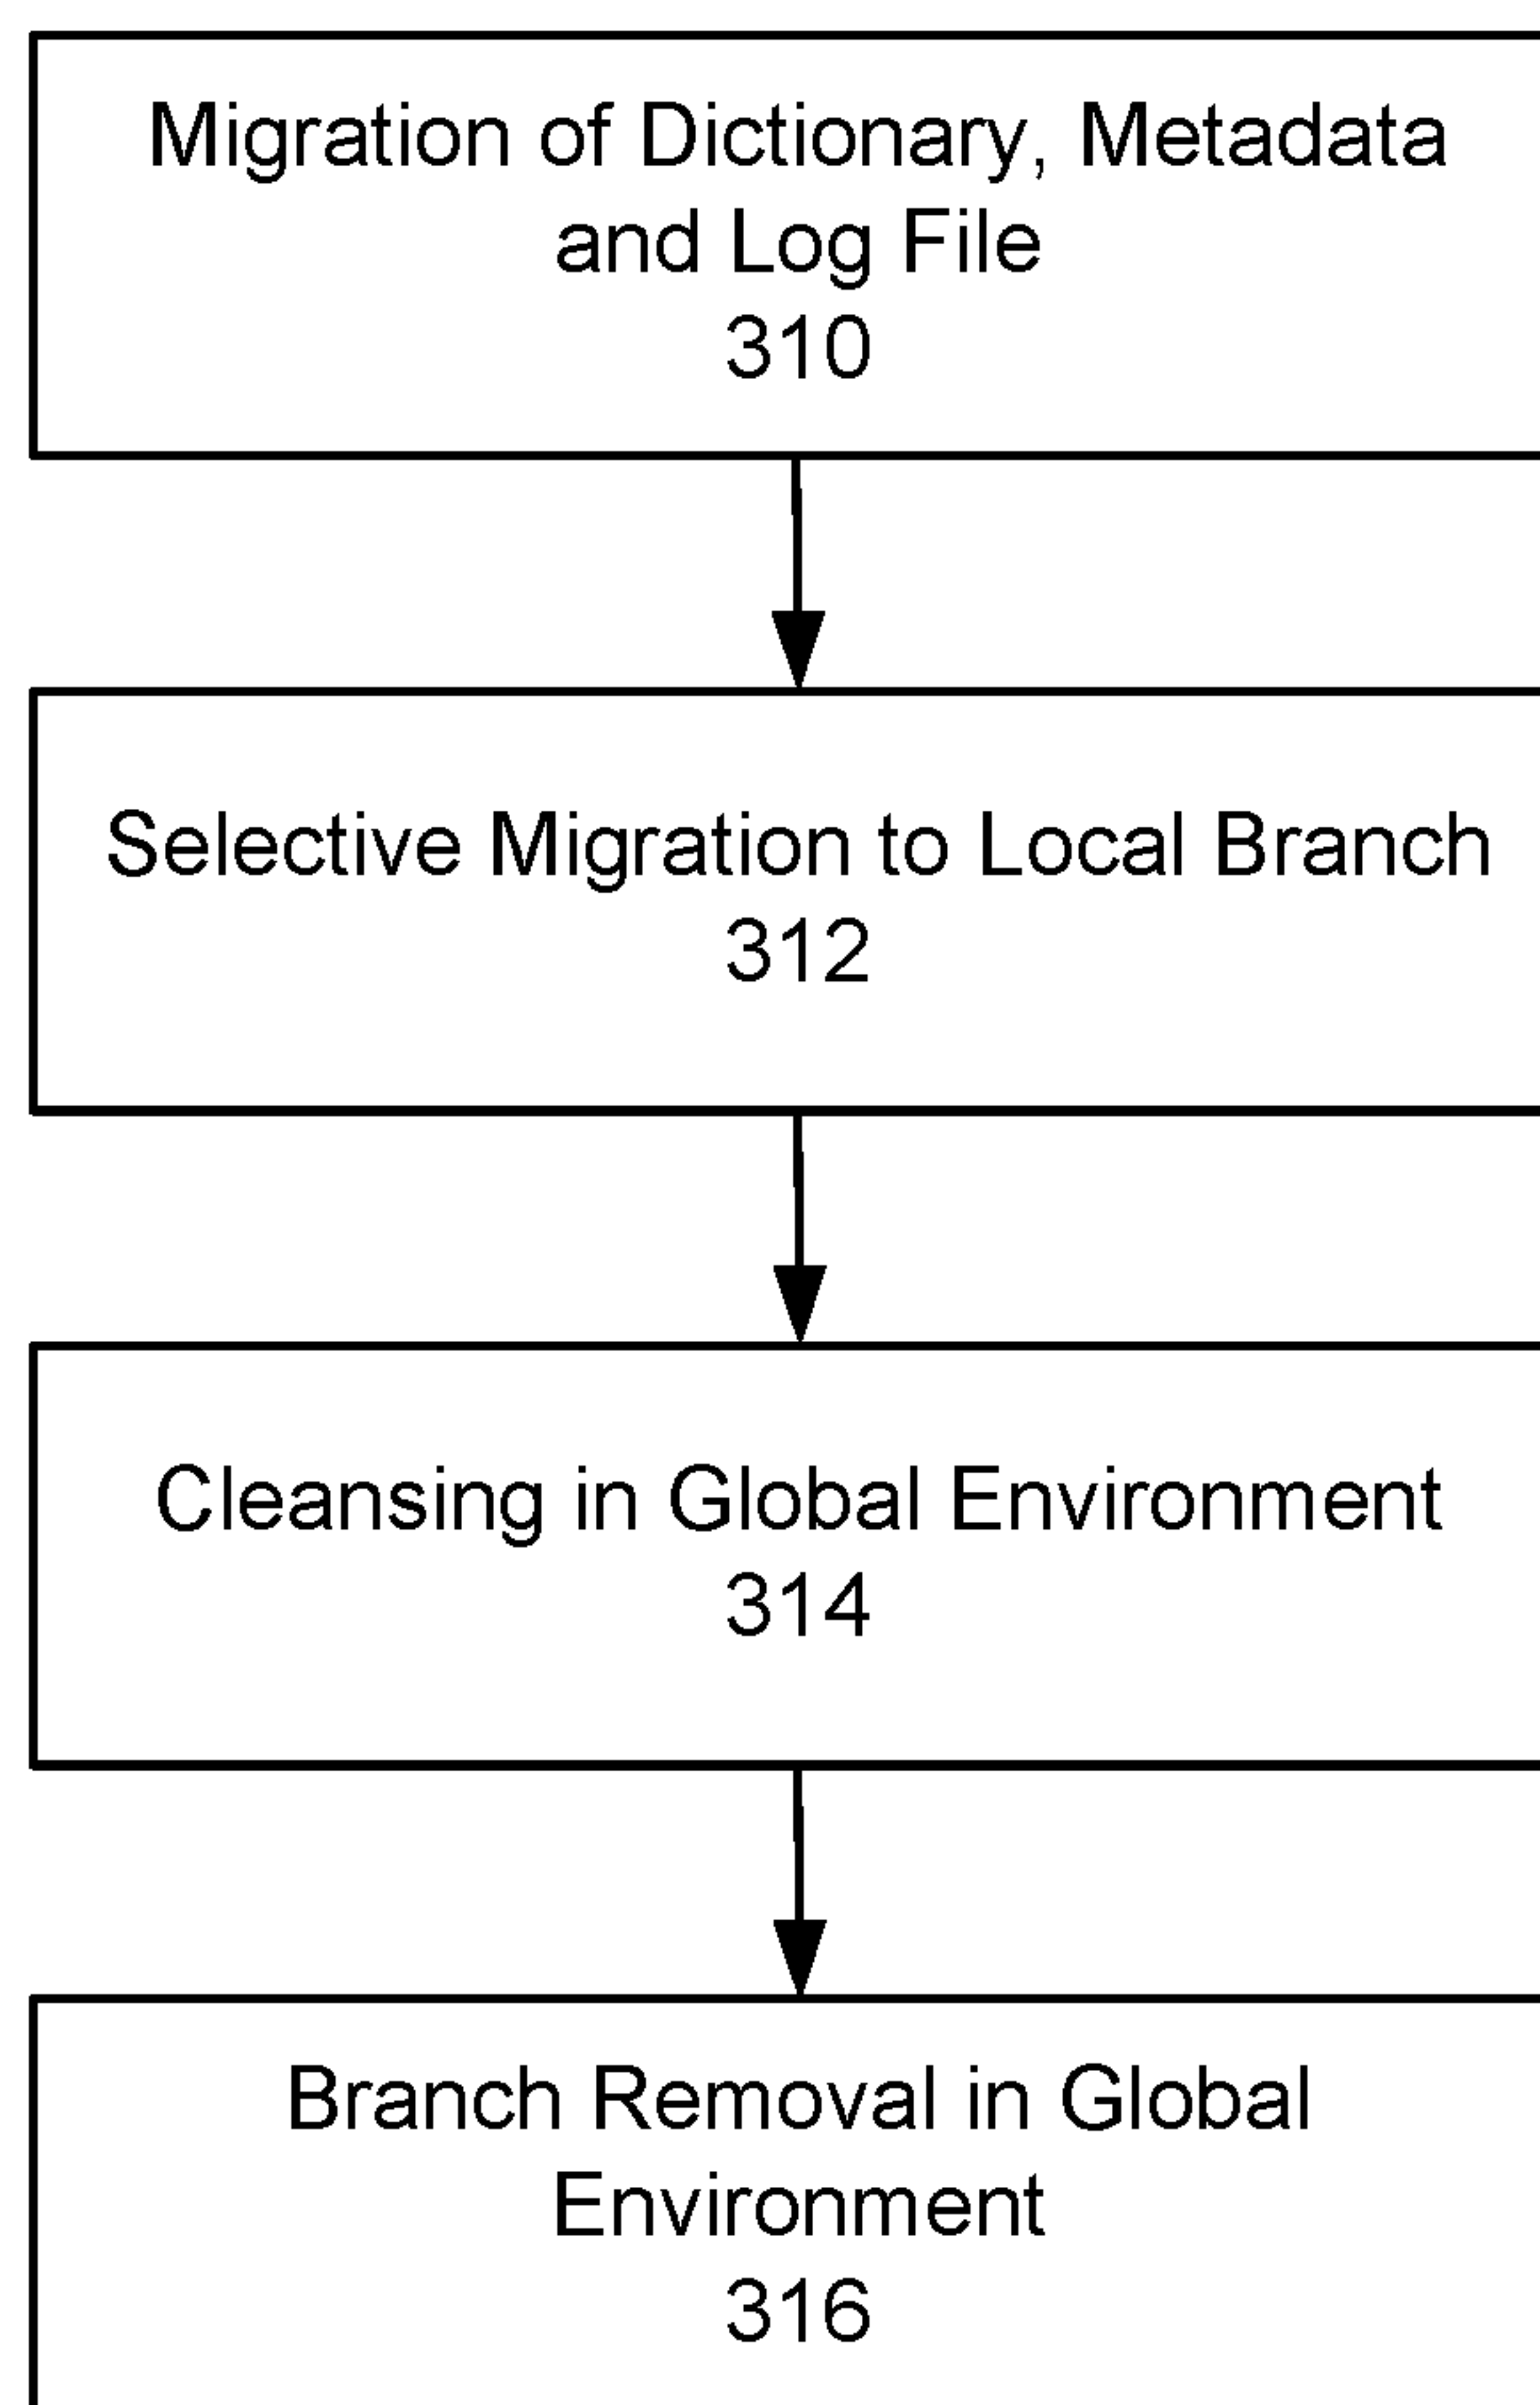 Migration of Dictionary, Metadata
and Log File
310
Selective Migration to Local Branch
312
Cleansing in Global Environment
314
Branch Removal in Global
Environment
316